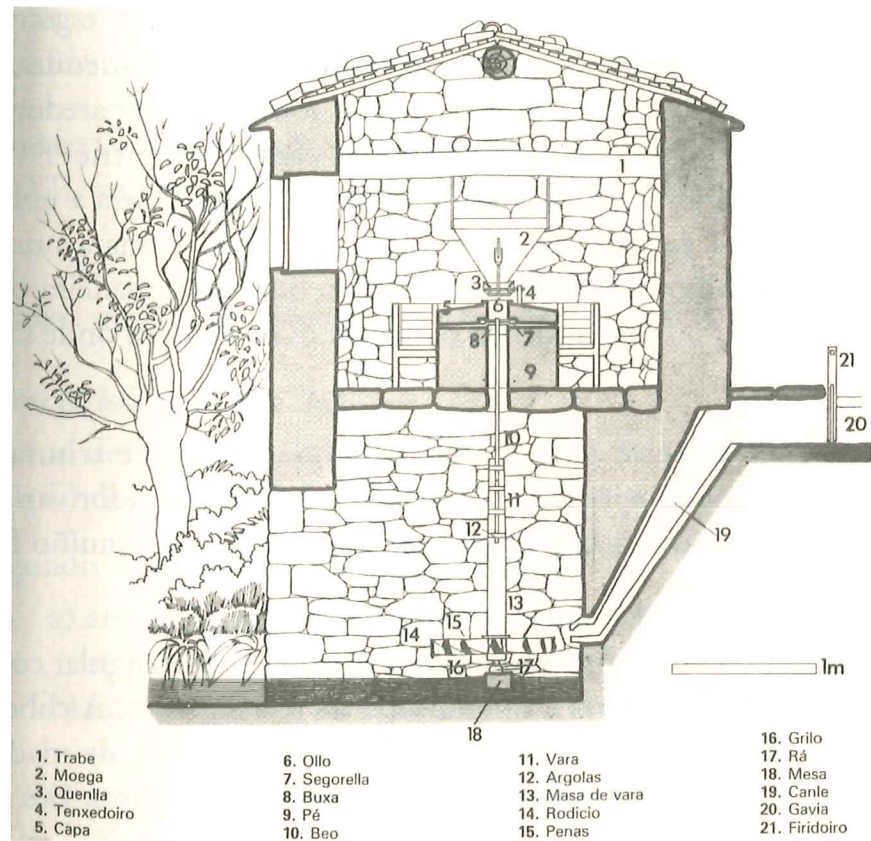 1
2
3
4
5
6
7
8
9
21
20
10
11
12
19
13
15
14
16
17
1m
18
1. Trabe
2. Moega
3. Quenlla
4. Tenxedoiro
5. Capa
6. Ollo
7. Segorella
8. Buxa
9. Pé
10. Beo
11. Vara
12. Argolas
13. Masa de vara
14. Rodicio
15. Penas
16. Grilo
17. Rá
18. Mesa
19. Canle
20. Gavia
21. Firidoiro